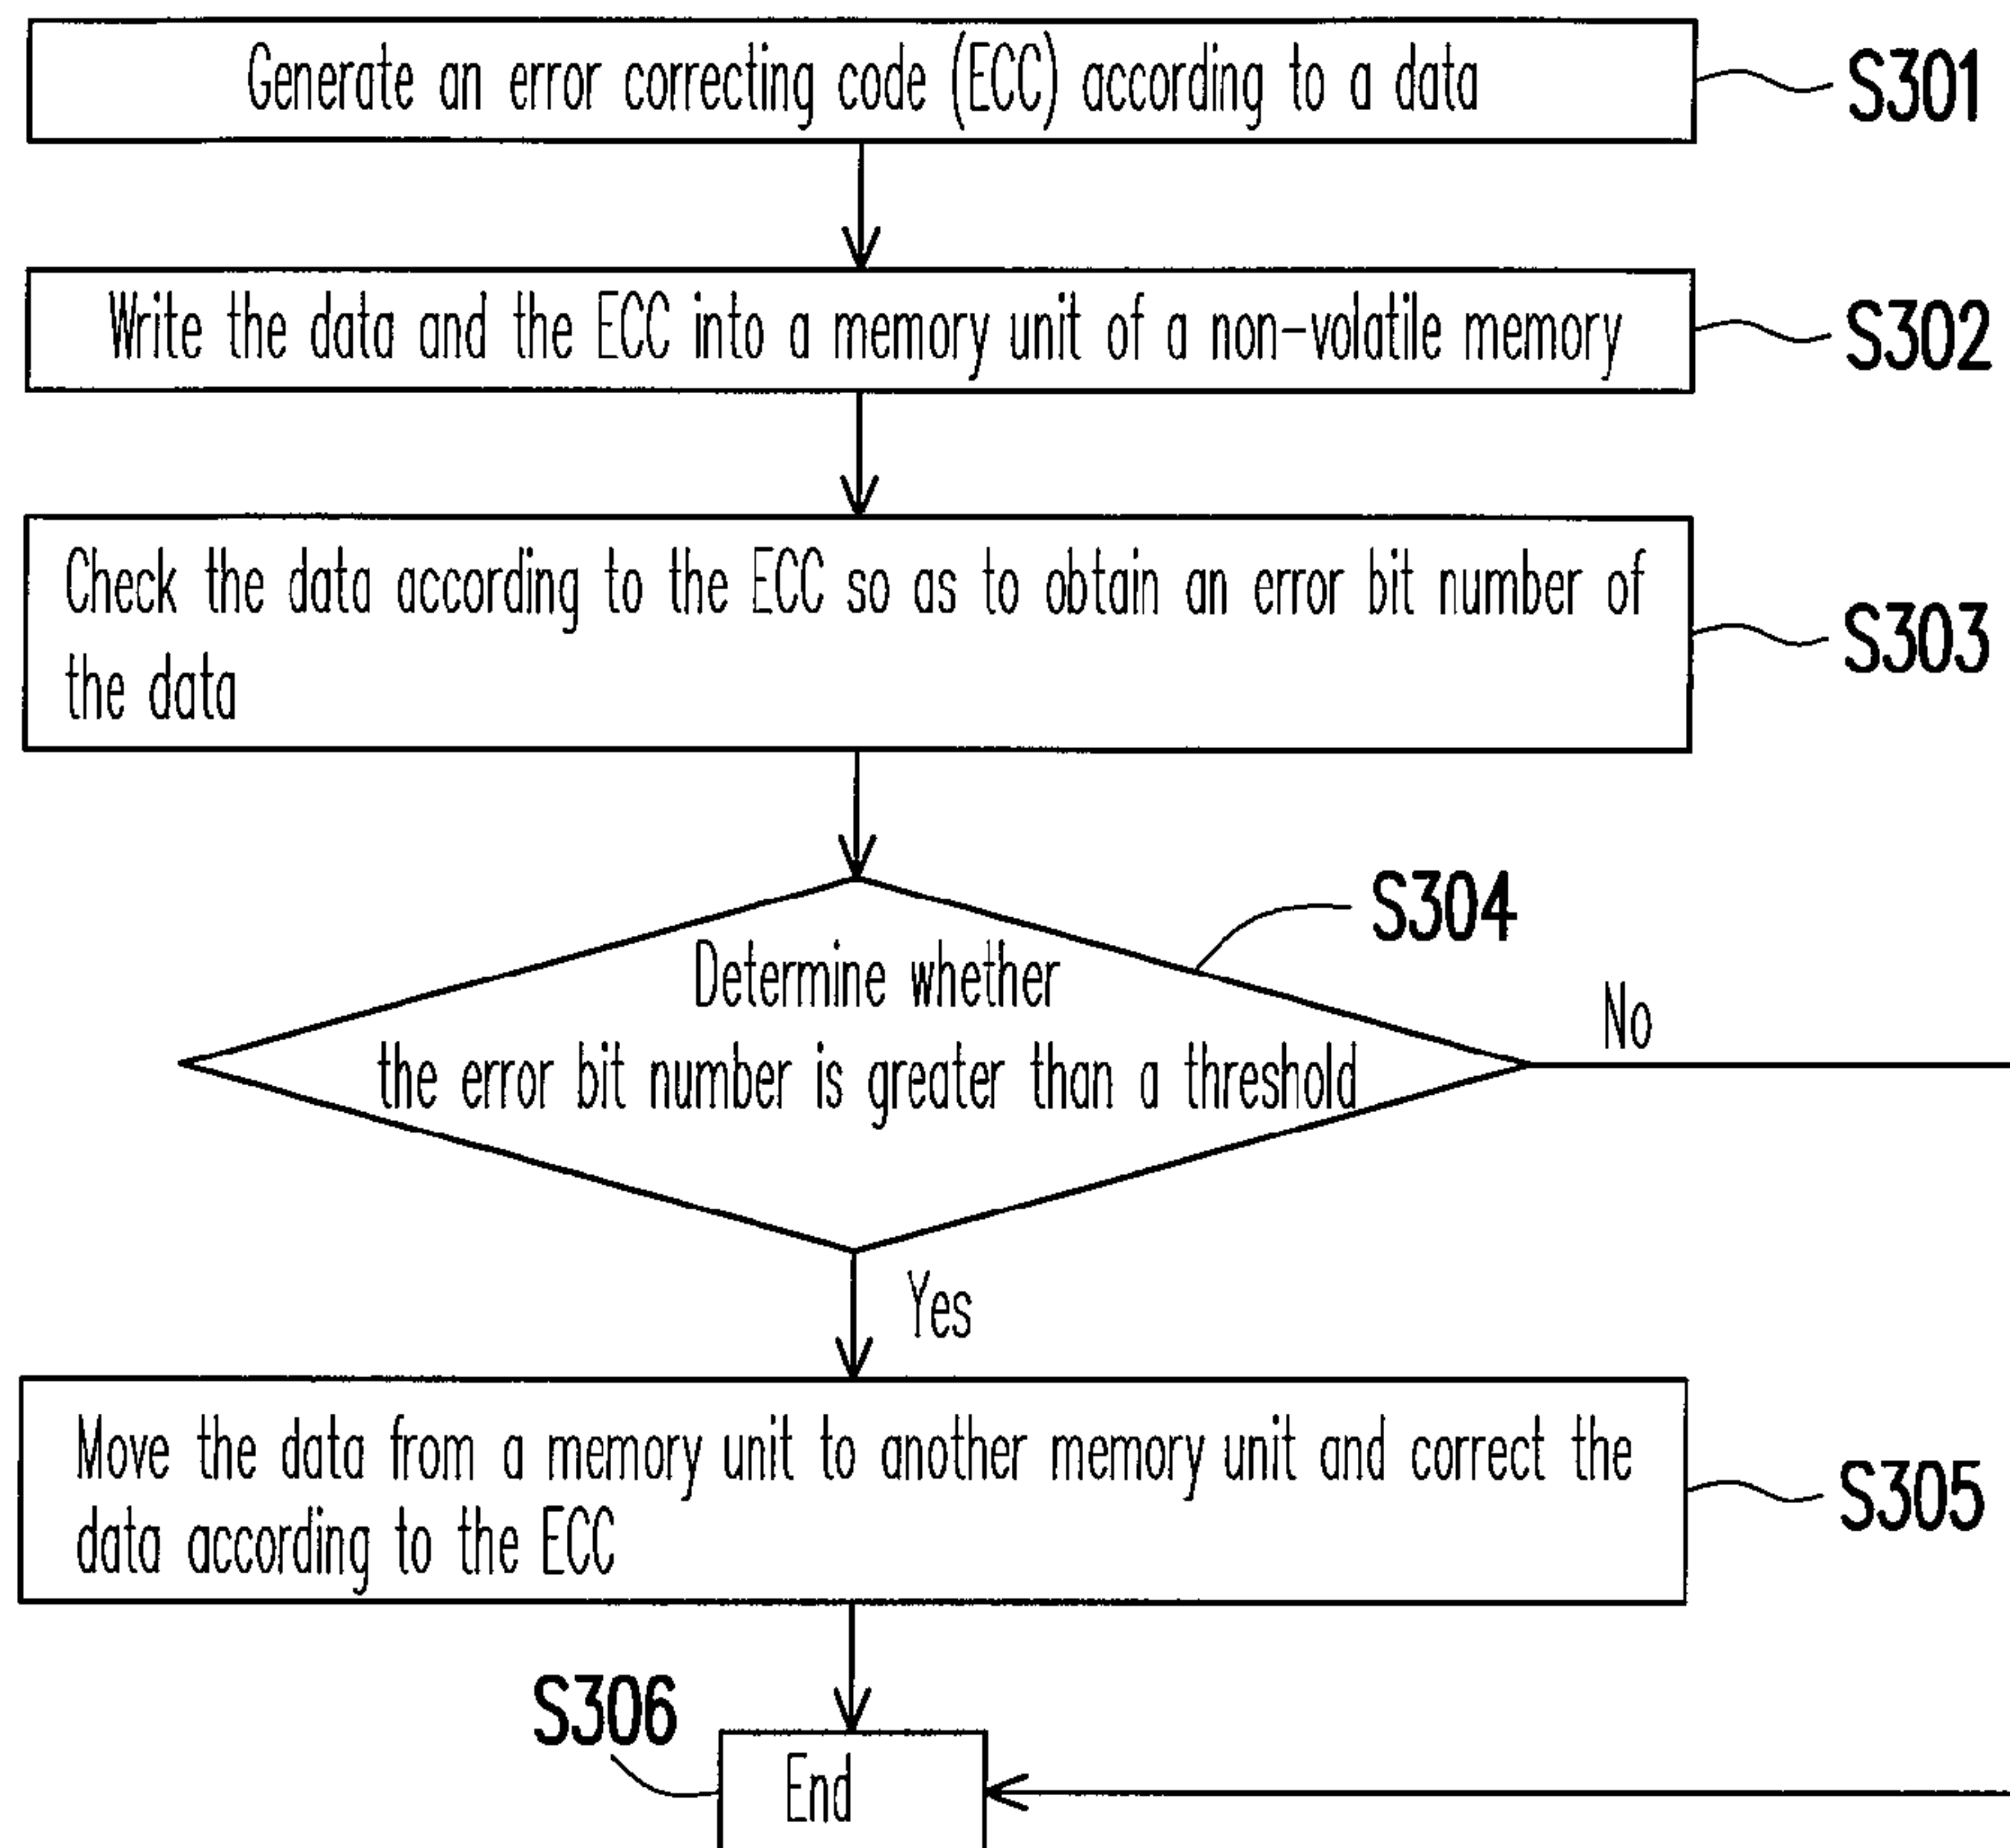 Generate an error correcting code (ECC) according to a data
S301
Write the data and the ECC into a memory unit of a non-volatile memory
S302
Check the data according to the ECC so as to obtain an error bit number of
the data
S303
S304
Determine whether
the error bit number is greater than a threshold
No
Yes
Move the data from a memory unit to another memory unit and correct the
data according to the ECC
S305
S306
End